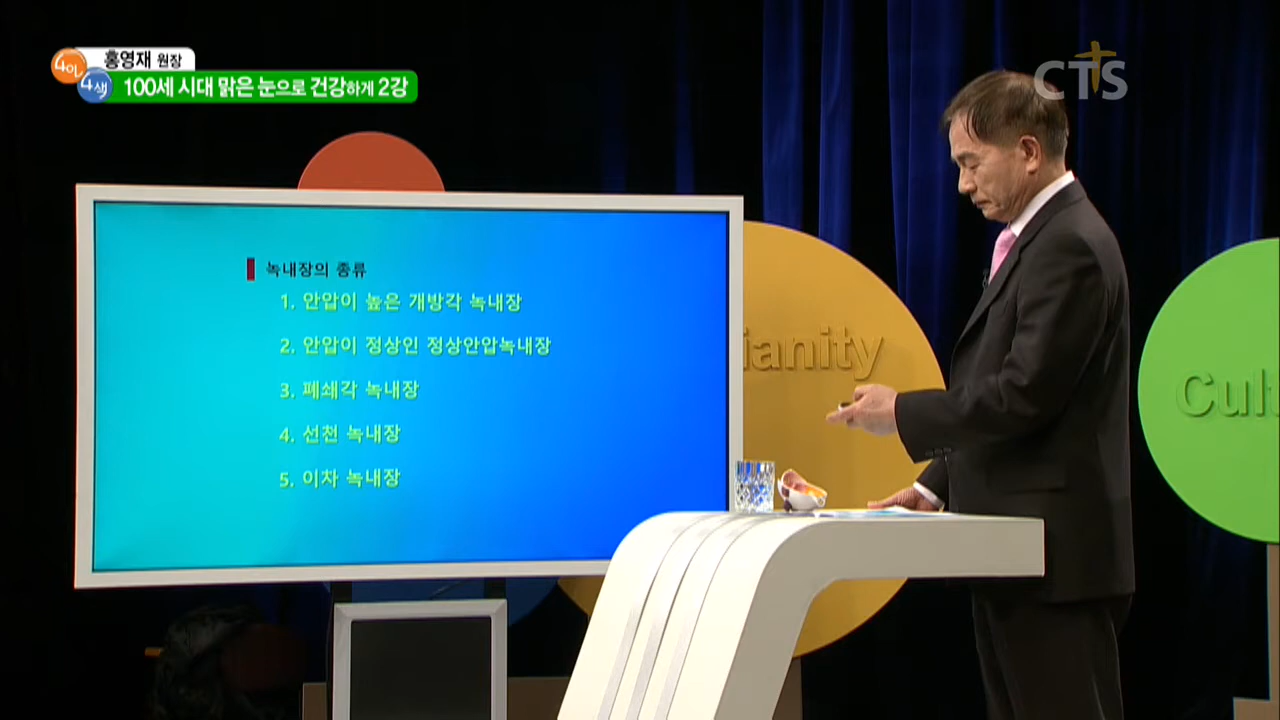 4인
4색
홍영재 원장
100세 시대 맑은 눈으로 건강하게 2강
CTS
녹내장의 종류
1. 안압이 높은 개방각 녹내장
2. 안압이 정상인 정상안압녹내장
3. 폐쇄각 녹내장
4. 선천 녹내장
5. 이차 녹내장
ianity
Cult